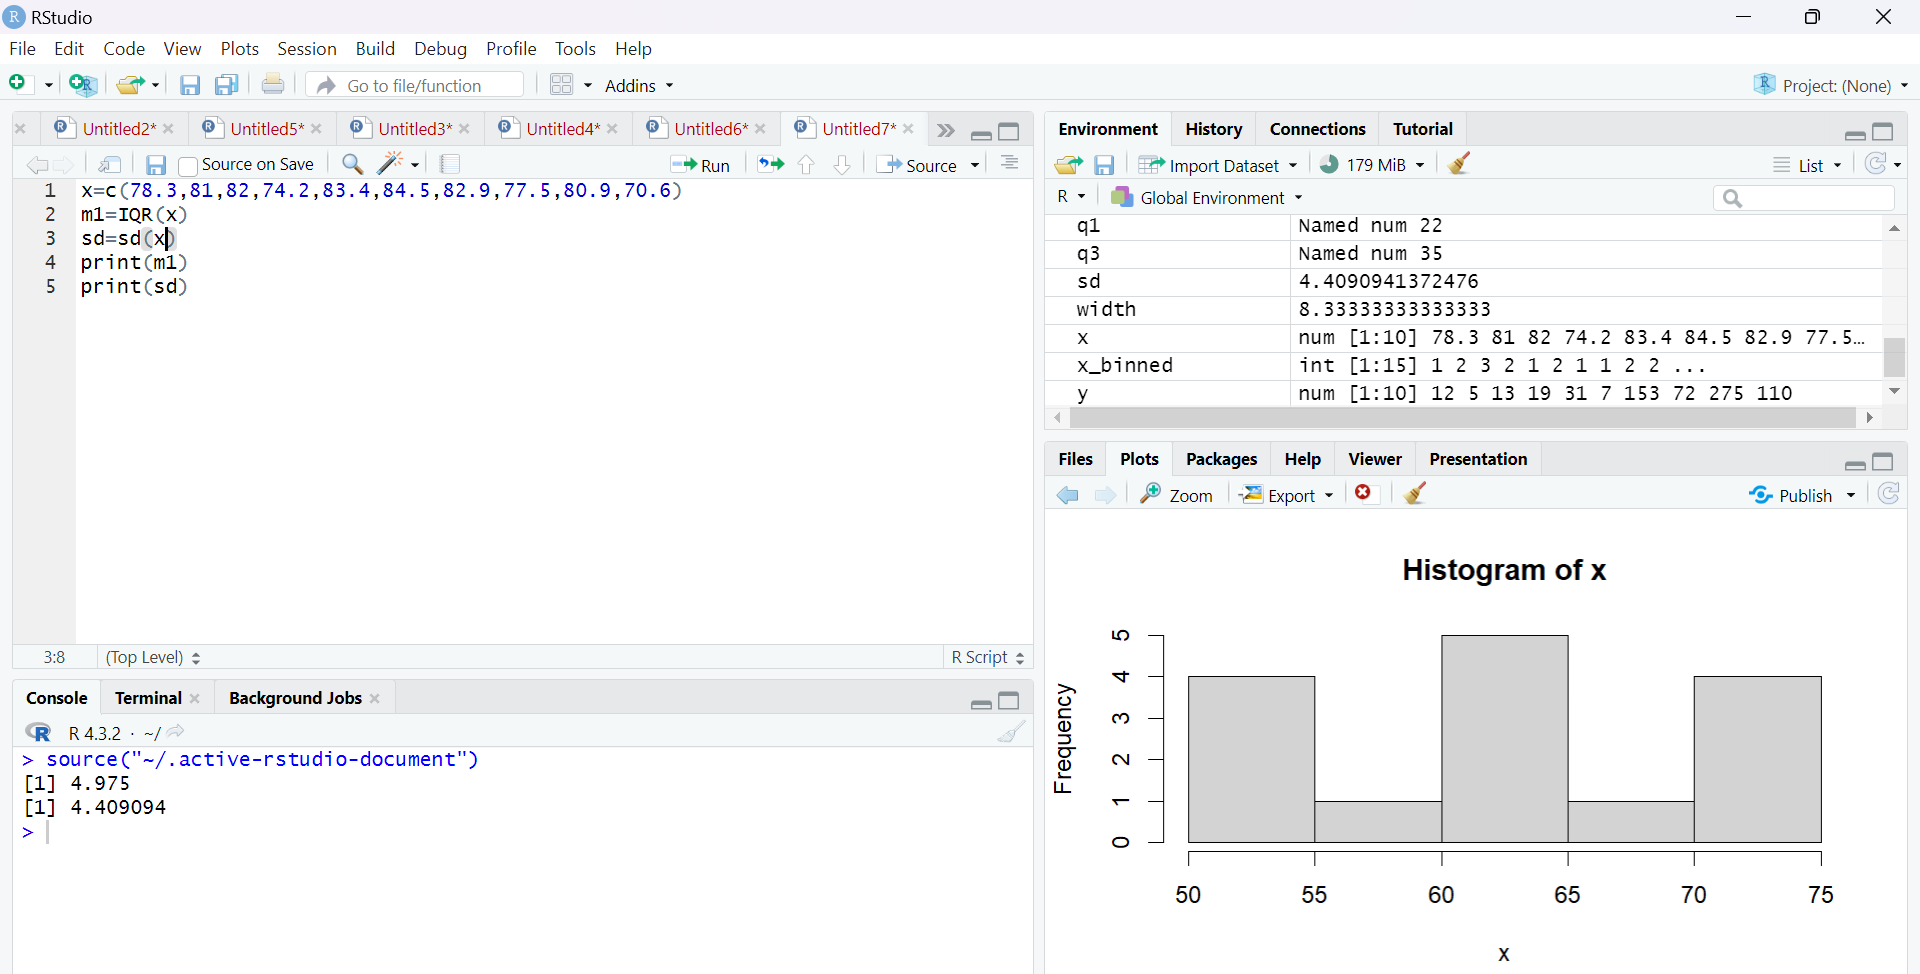 RStudio
File Edit Code View Plots Session Build Debug Profile Tools Help
Go to file/function Addins Project: (None)
Untitled2* Untitled5* Untitled3* Untitled4* Untitled6* Untitled7*
Source on Save Run Source
1 x=c(78.3,81,82,74.2,83.4,84.5,82.9,77.5,80.9,70.6)
2 m1=IQR(x)
3 sd=sd(x)
4 print(m1)
5 print(sd)
3:8 (Top Level) R Script
Console Terminal Background Jobs
R 4.3.2 · ~/
> source("~/.active-rstudio-document")
[1] 4.975
[1] 4.409094
>
Environment History Connections Tutorial
Import Dataset 179 MiB List
R Global Environment
q1 Named num 22
q3 Named num 35
sd 4.4090941372476
width 8.33333333333333
x num [1:10] 78.3 81 82 74.2 83.4 84.5 82.9 77.5…
x_binned int [1:15] 1 2 3 2 1 2 1 1 2 2 ...
y num [1:10] 12 5 13 19 31 7 153 72 275 110
Files Plots Packages Help Viewer Presentation
Zoom Export Publish
Histogram of x
Frequency
5
4
3
2
1
0
50 55 60 65 70 75
x